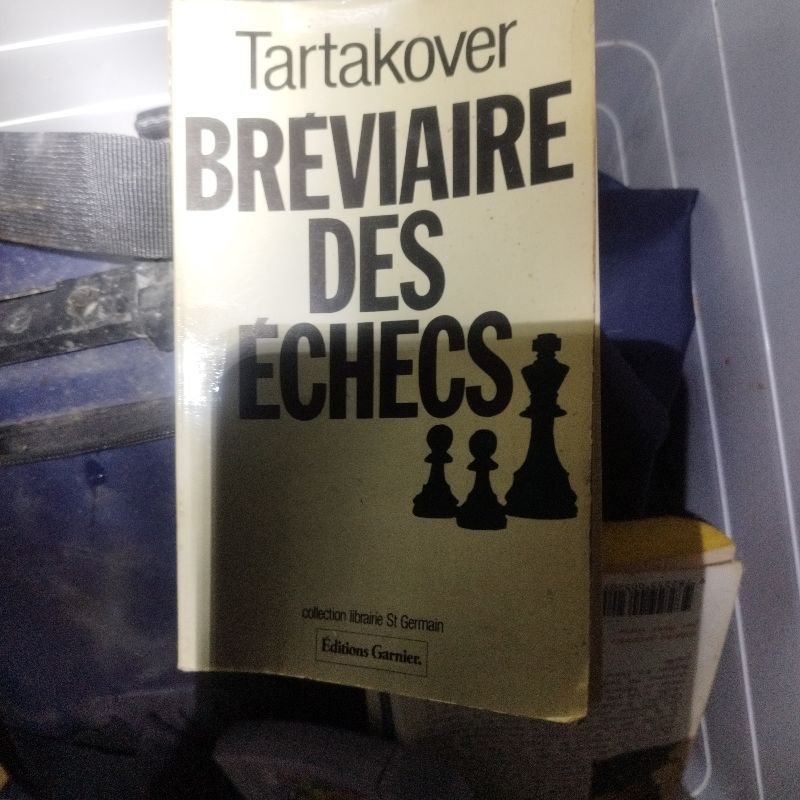 Tartakover
BRÉVIAIRE
DES
ÉCHECS
collection librairie St Germain
Éditions Garnier.